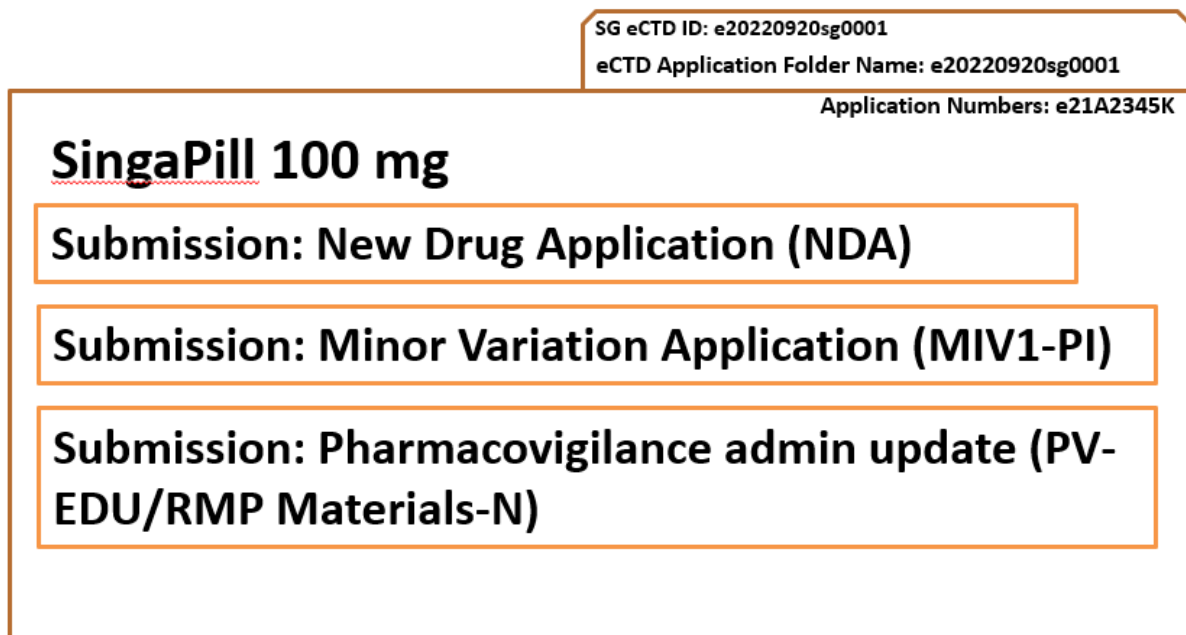 SG eCTD ID: e20220920sg0001
eCTD Application Folder Name: e20220920sg0001
Application Numbers: e21A2345K
SingaPill 100 mg
Submission: New Drug Application (NDA)
Submission: Minor Variation Application (MIV1-PI)
Submission: Pharmacovigilance admin update (PV-
EDU/RMP Materials-N)